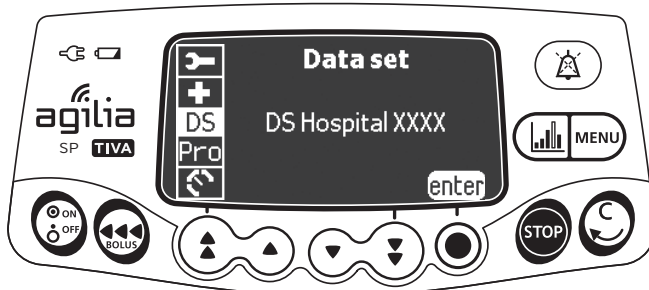 Data set
DS
DS Hospital XXXX
Pro
enter
agilia
SP TIVA
MENU
ON
OFF
BOLUS
STOP
C